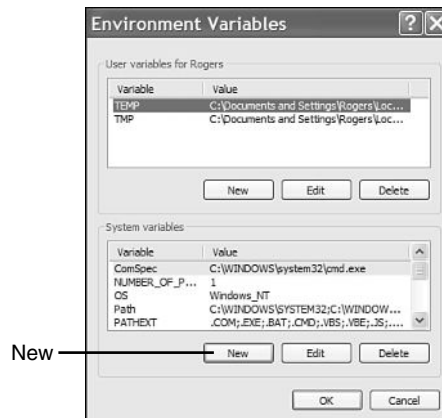 Environment Variables
User variables for Rogers
Variable Value
TEMP C:\Documents and Settings\Rogers\Loc...
TMP C:\Documents and Settings\Rogers\Loc...
New Edit Delete
System variables
Variable Value
ComSpec C:\WINDOWS\system32\cmd.exe
NUMBER_OF_P... 1
OS Windows_NT
Path C:\WINDOWS\SYSTEM32;C:\WINDOW...
PATHEXT .COM;.EXE;.BAT;.CMD;.VBS;.VBE;.JS;....
New New Edit Delete
OK Cancel